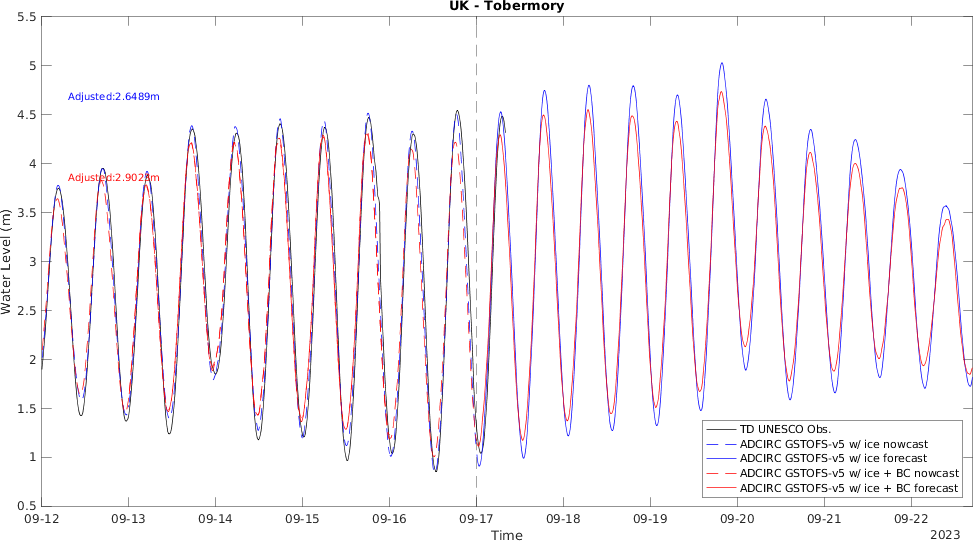 UK - Tobermory
5.5
5
4.5
4
3.5
3
2.5
2
1.5
1
0.5
Water Level (m)
Adjusted:2.6489m
Adjusted:2.9025m
TD UNESCO Obs.
ADCIRC GSTOFS-v5 w/ ice nowcast
ADCIRC GSTOFS-v5 w/ ice forecast
ADCIRC GSTOFS-v5 w/ ice + BC nowcast
ADCIRC GSTOFS-v5 w/ ice + BC forecast
09-12 09-13 09-14 09-15 09-16 09-17 09-18 09-19 09-20 09-21 09-22
Time
2023